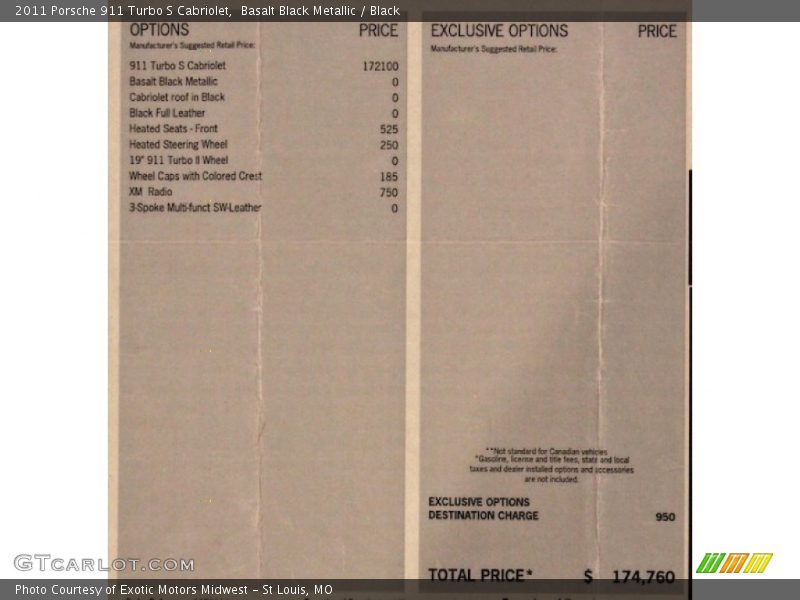 2011 Porsche 911 Turbo S Cabriolet,  Basalt Black Metallic / Black
OPTIONS PRICE
Manufacturer's Suggested Retail Price:
911 Turbo S Cabriolet 172100
Basalt Black Metallic 0
Cabriolet roof in Black 0
Black Full Leather 0
Heated Seats - Front 525
Heated Steering Wheel 250
19" 911 Turbo II Wheel 0
Wheel Caps with Colored Crest 185
XM Radio 750
3-Spoke Multi-funct SW-Leather 0
EXCLUSIVE OPTIONS PRICE
Manufacturer's Suggested Retail Price:
**Not standard for Canadian vehicles
*Gasoline, license and title fees, state and local
taxes and dealer installed options and accessories
are not included.
EXCLUSIVE OPTIONS
DESTINATION CHARGE 950
TOTAL PRICE* $ 174,760
GTCARLOT.COM
Photo Courtesy of Exotic Motors Midwest – St Louis, MO